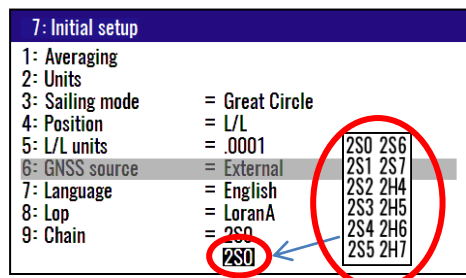 7: Initial setup
1: Averaging
2: Units
3: Sailing mode = Great Circle
4: Position = L/L
5: L/L units = .0001
6: GNSS source = External
7: Language = English
8: Lop = LoranA
9: Chain = 2S0
2S0
2S0 2S6
2S1 2S7
2S2 2H4
2S3 2H5
2S4 2H6
2S5 2H7